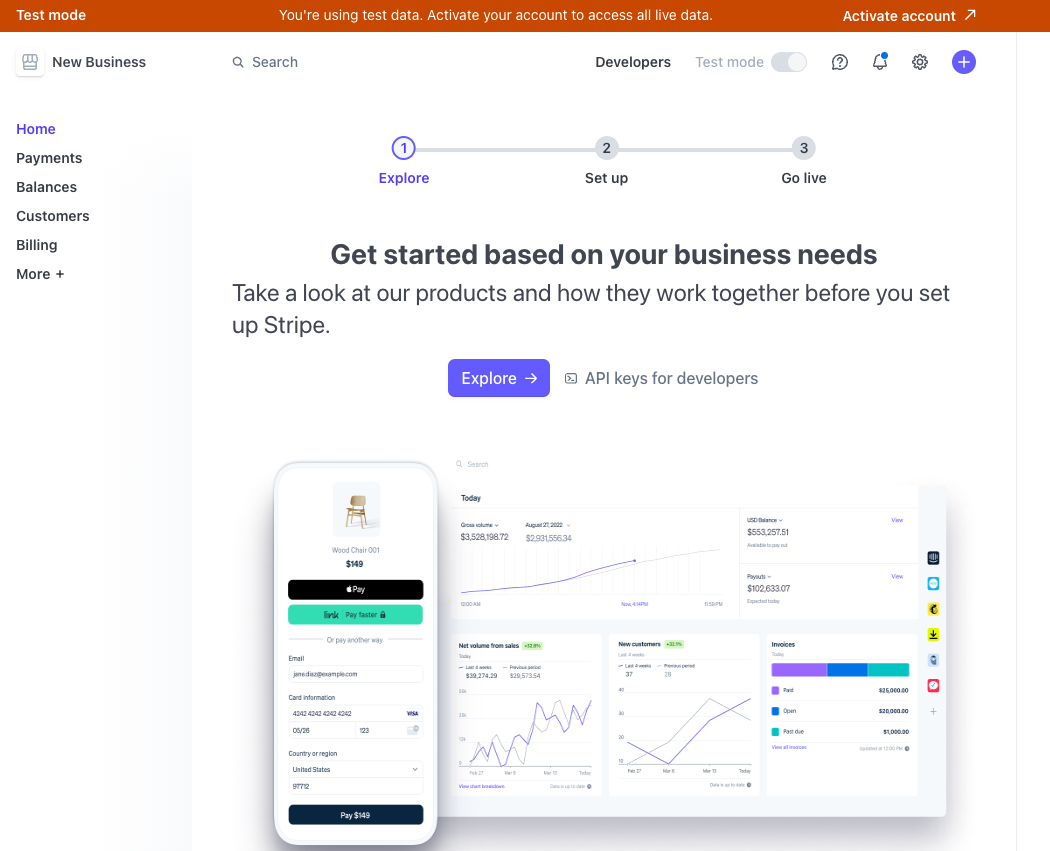 Test mode
You're using test data. Activate your account to access all live data.
Activate account
New Business
Search
Developers
Test mode
Home
Payments
Balances
Customers
Billing
More +
1
2
3
Explore
Set up
Go live
Get started based on your business needs
Take a look at our products and how they work together before you set
up Stripe.
Explore →
API keys for developers
Wood Chair 001
$149
Pay
link Pay faster
Or pay another way
Email
jane.diaz@example.com
Card information
4242 4242 4242 4242
VISA
05/26
123
Country or region
United States
97712
Pay $149
Search
Today
Gross volume
$3,528,198.72
August 27, 2022
$2,931,556.34
12:00 AM
Now, 4:14PM
11:59 PM
USD Balance
View
$553,257.51
Available to pay out
Payouts
View
$102,633.07
Expected today
Net volume from sales +32.8%
Today
Last 4 weeks
Previous period
$39,274.29
$29,573.54
10k
0
Feb 27
Mar 6
Mar 13
Today
View chart breakdown
Data is up to date
New customers +32.1%
Last 4 weeks
Last 4 weeks
Previous period
37
28
40
30
20
10
Feb 27
Mar 6
Mar 13
Today
Data is up to date
Invoices
Today
Paid
$25,000.00
Open
$20,000.00
Past due
$1,000.00
View all invoices
Updated at 12:00 PM